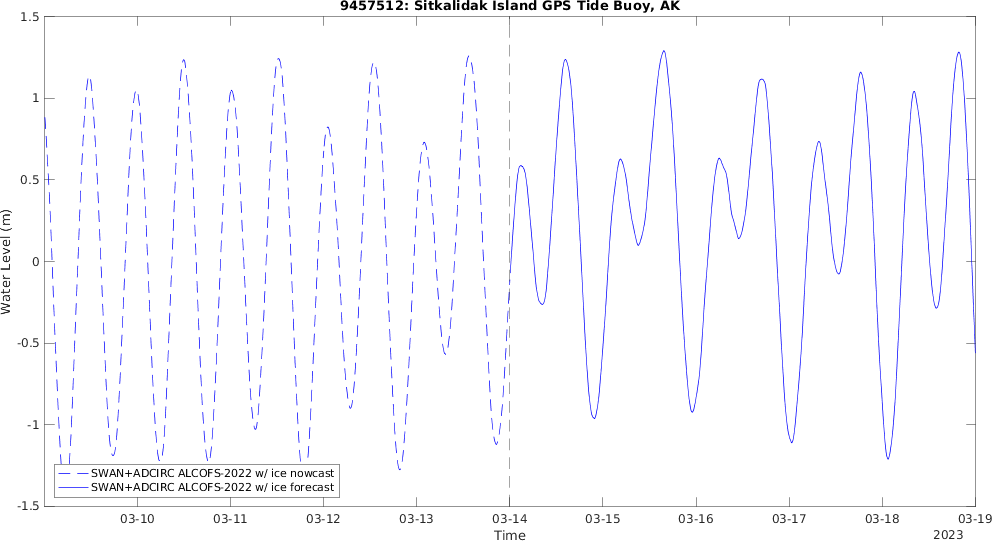 9457512: Sitkalidak Island GPS Tide Buoy, AK
1.5
1
0.5
0
-0.5
-1
-1.5
Water Level (m)
SWAN+ADCIRC ALCOFS-2022 w/ ice nowcast
SWAN+ADCIRC ALCOFS-2022 w/ ice forecast
03-10 03-11 03-12 03-13 03-14 03-15 03-16 03-17 03-18 03-19
Time
2023